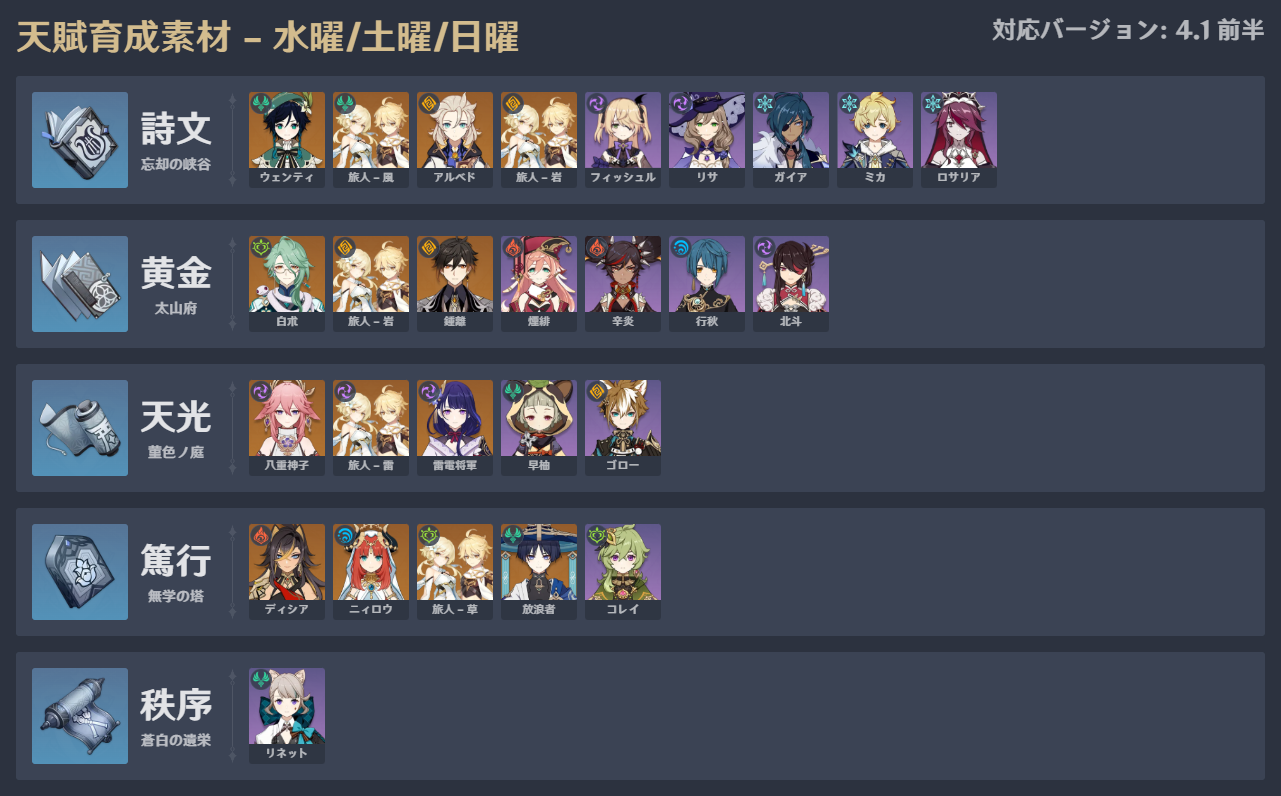 天賦育成素材 – 水曜/土曜/日曜
対応バージョン: 4.1 前半
詩文
忘却の峡谷
ウェンティ
旅人 – 風
アルベド
旅人 – 岩
フィッシュル
リサ
ガイア
ミカ
ロサリア
黄金
太山府
白朮
旅人 – 岩
鍾離
煙緋
辛炎
行秋
北斗
天光
菫色ノ庭
八重神子
旅人 – 雷
雷電将軍
早柚
ゴロー
篤行
無学の塔
ディシア
ニィロウ
旅人 – 草
放浪者
コレイ
秩序
蒼白の遺栄
リネット